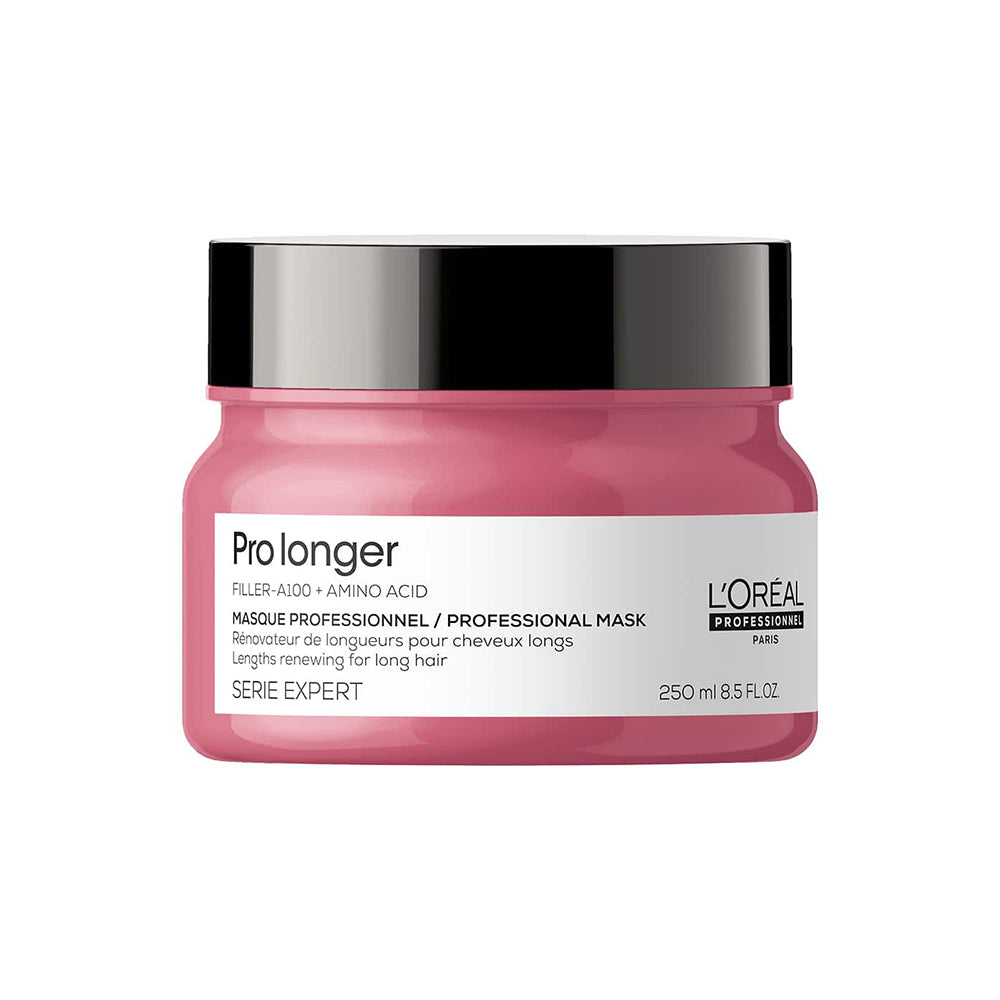 Pro longer
FILLER-A100 + AMINO ACID
MASQUE PROFESSIONNEL / PROFESSIONAL MASK
Rénovateur de longueurs pour cheveux longs
Lengths renewing for long hair
SERIE EXPERT
L'ORÉAL
PROFESSIONNEL
PARIS
250 ml 8.5 FL.OZ.